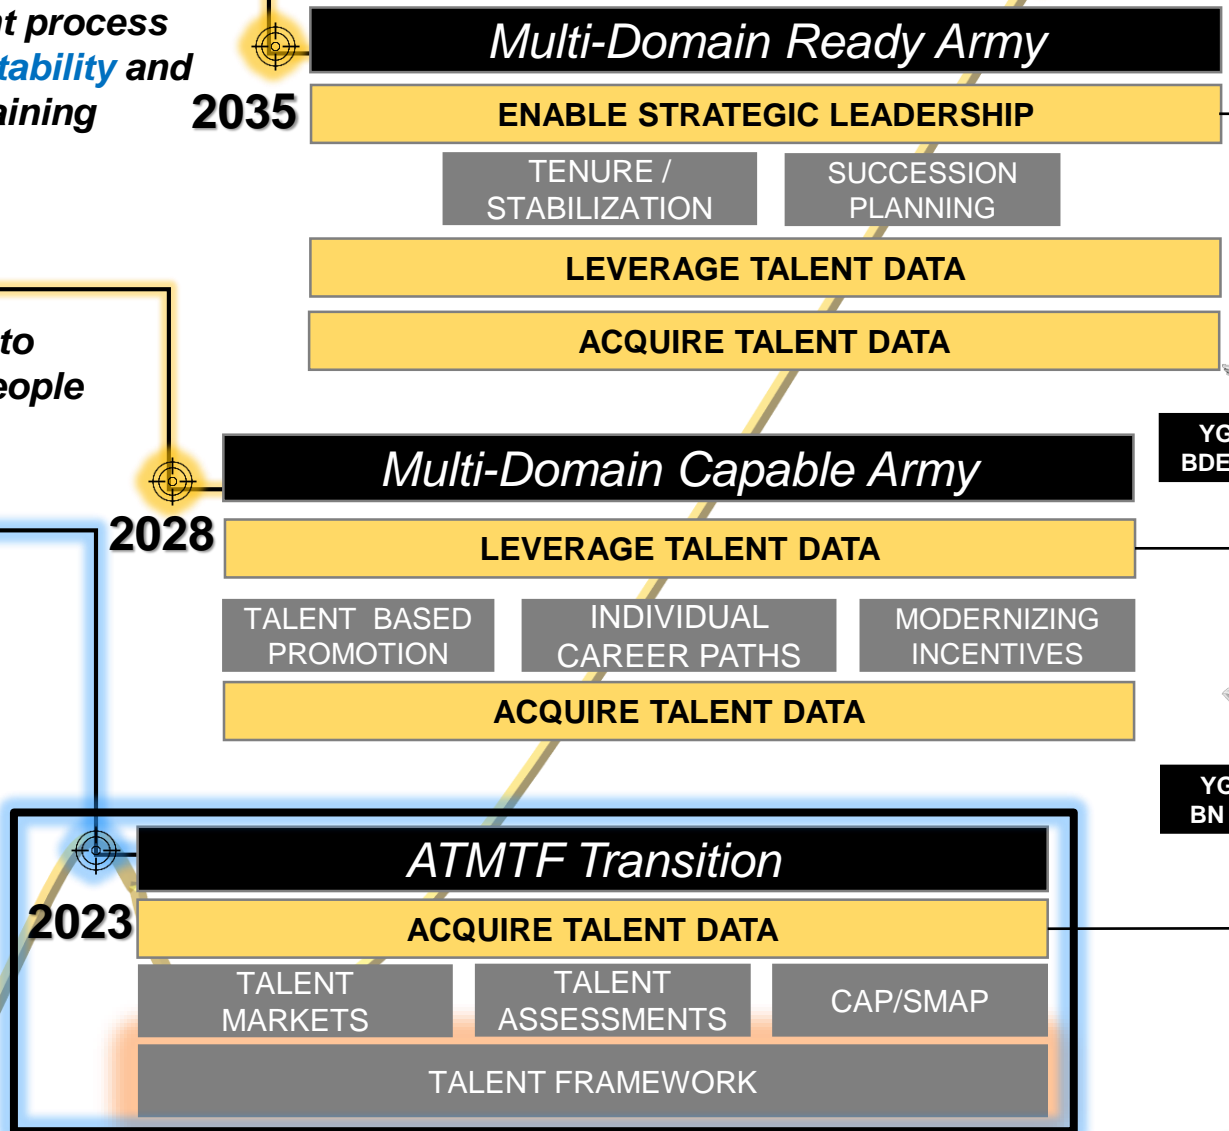 nt process
tability and
aining
2035
Multi-Domain Ready Army
ENABLE STRATEGIC LEADERSHIP
TENURE /
STABILIZATION
SUCCESSION
PLANNING
LEVERAGE TALENT DATA
ACQUIRE TALENT DATA
to
eople
YG
BDE
2028
Multi-Domain Capable Army
LEVERAGE TALENT DATA
TALENT BASED
PROMOTION
INDIVIDUAL
CAREER PATHS
MODERNIZING
INCENTIVES
ACQUIRE TALENT DATA
YG
BN
2023
ATMTF Transition
ACQUIRE TALENT DATA
TALENT
MARKETS
TALENT
ASSESSMENTS
CAP/SMAP
TALENT FRAMEWORK